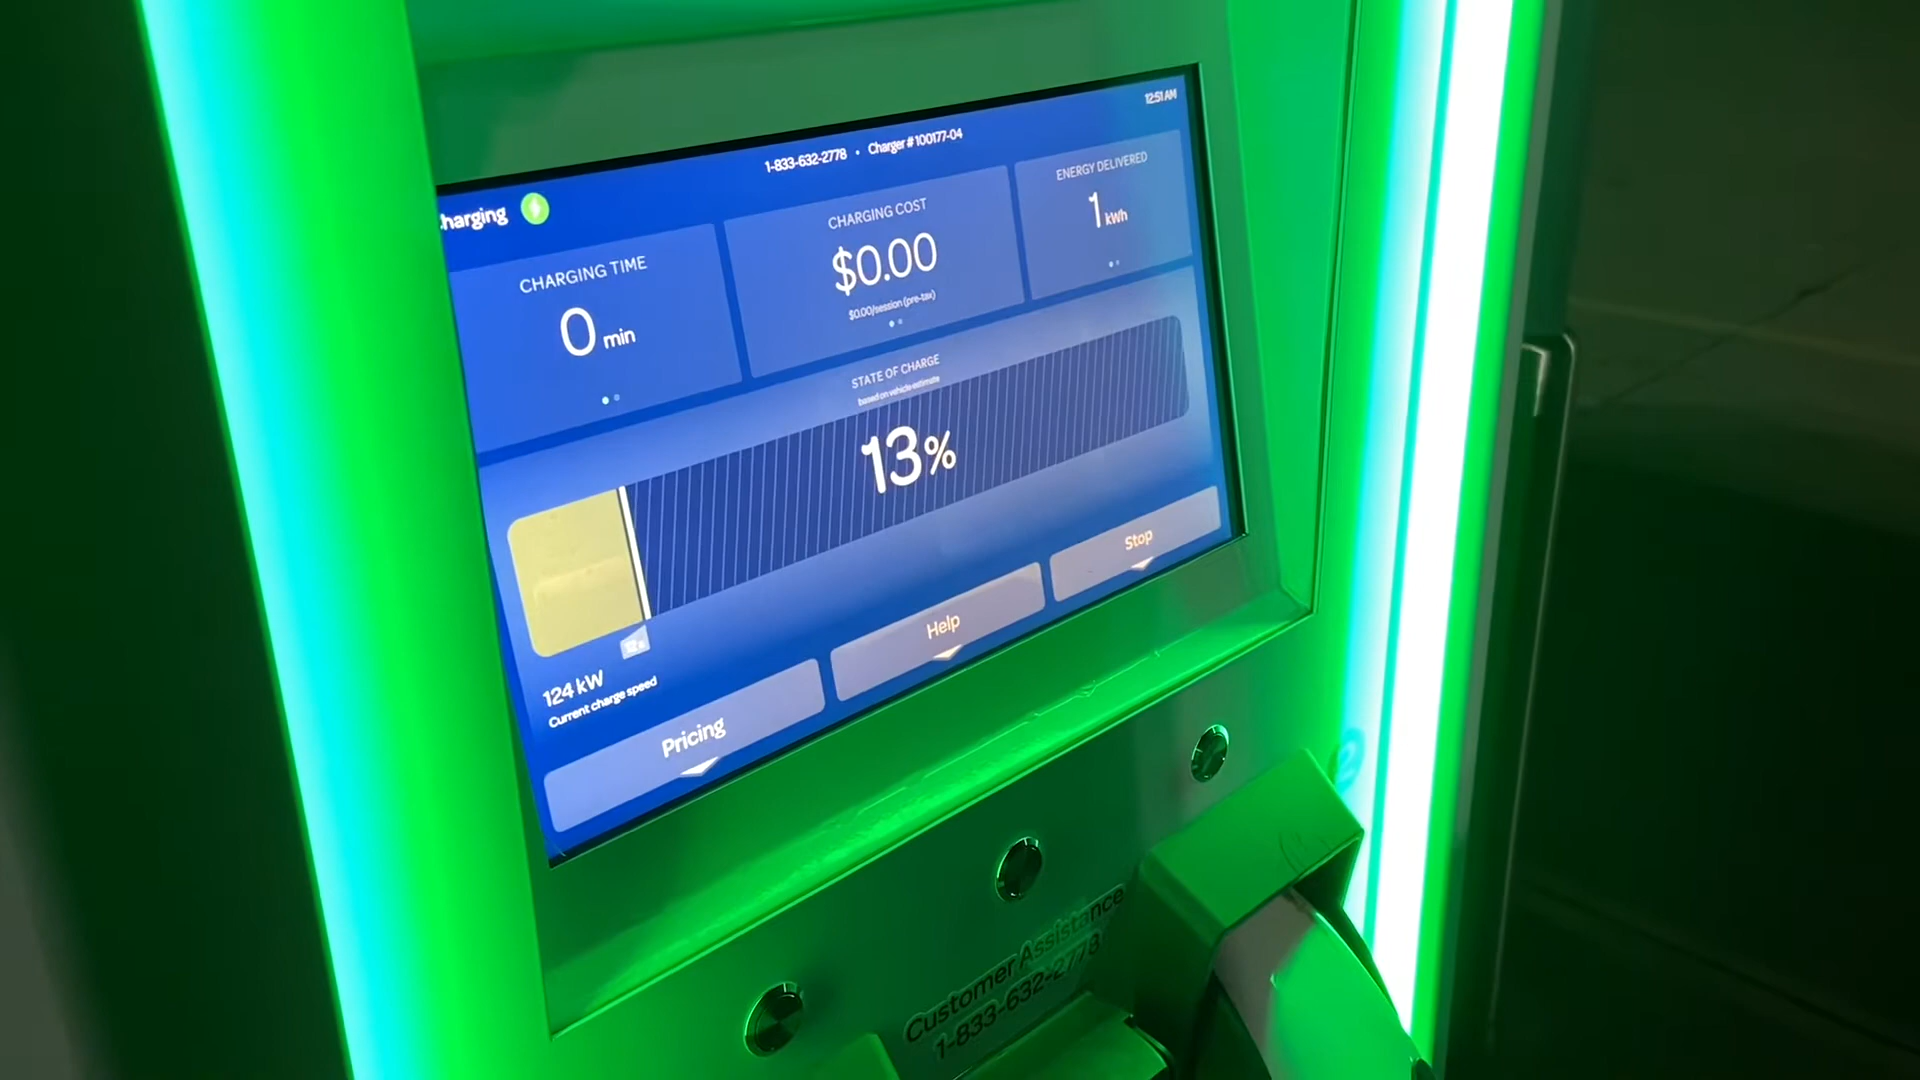 12:51 AM
1-833-632-2778 • Charger # 100177-04
harging
CHARGING TIME
0 min
CHARGING COST
$0.00
$0.00/session (pre-tax)
ENERGY DELIVERED
1 kWh
STATE OF CHARGE
based on vehicle estimate
13%
124 kW
Current charge speed
Pricing
Help
Stop
Customer Assistance
1-833-632-2778